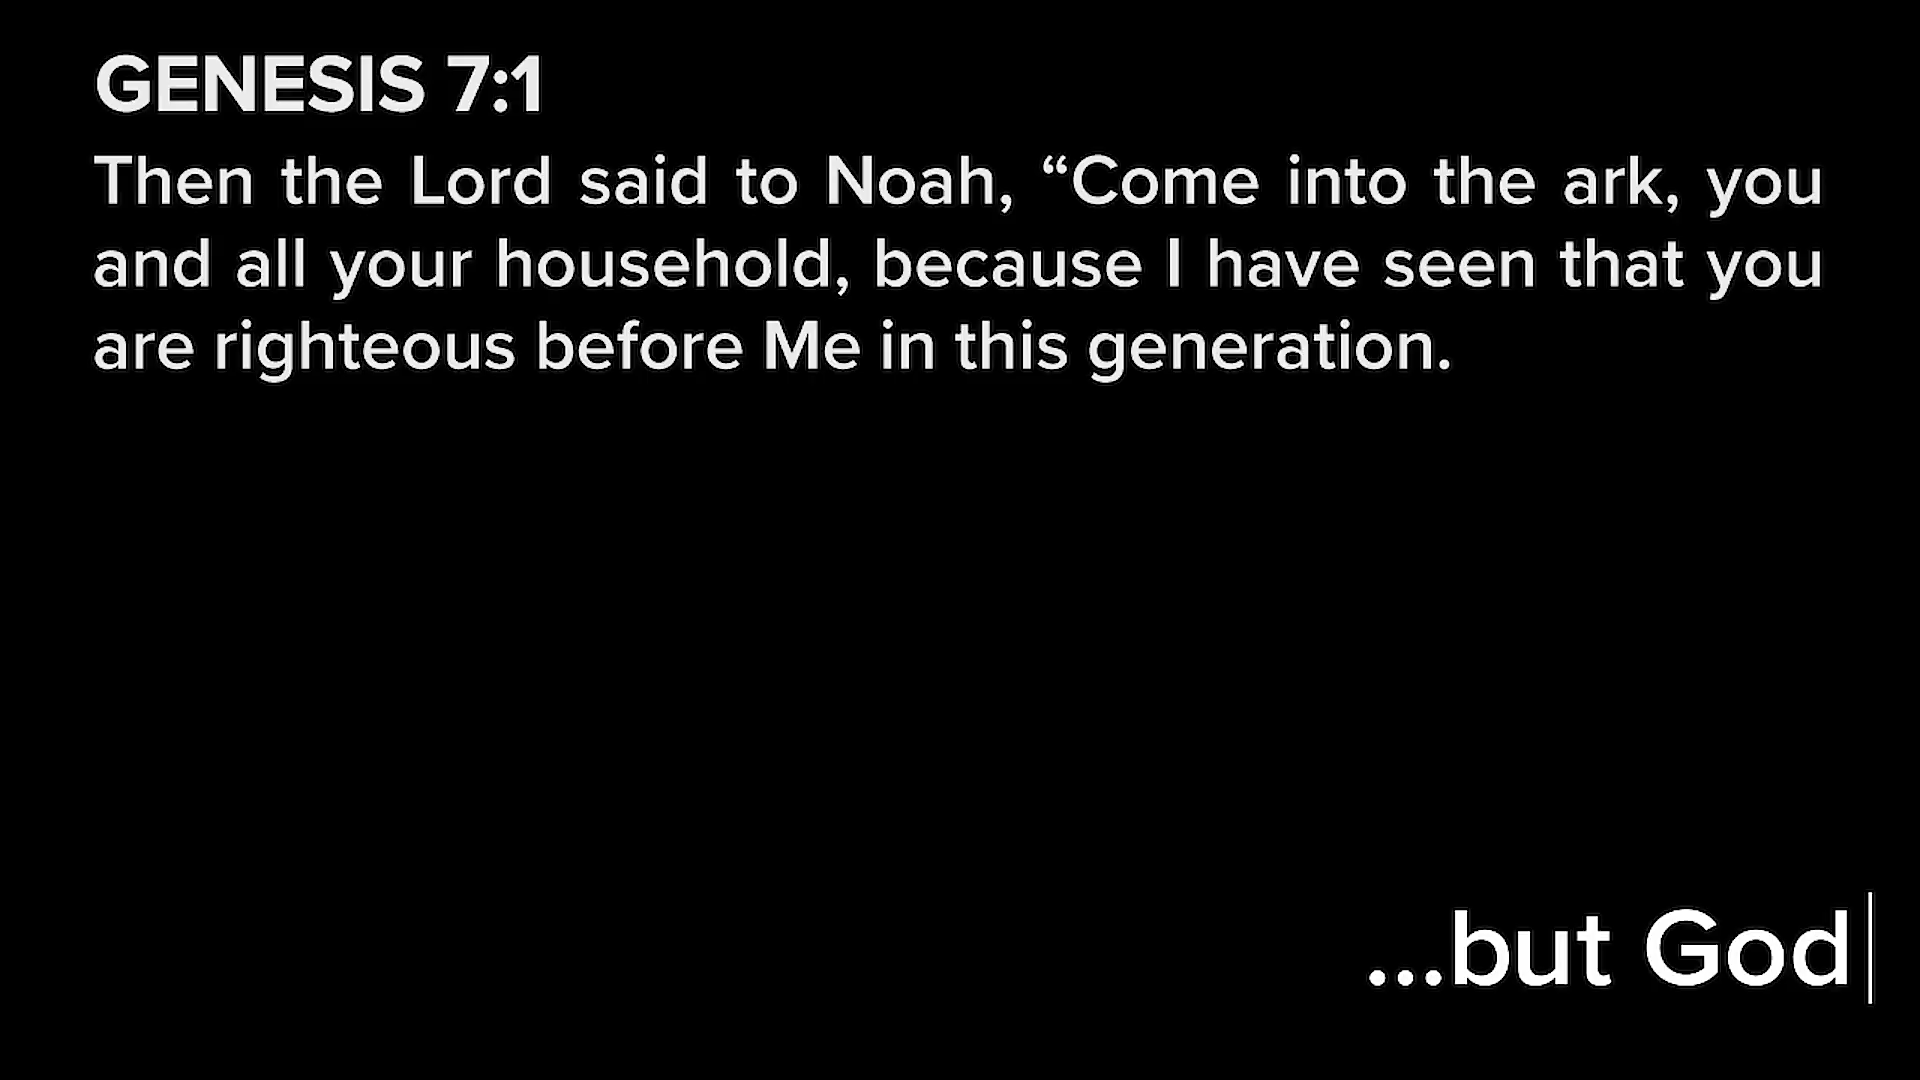 GENESIS 7:1
Then the Lord said to Noah, “Come into the ark, you
and all your household, because I have seen that you
are righteous before Me in this generation.
...but God